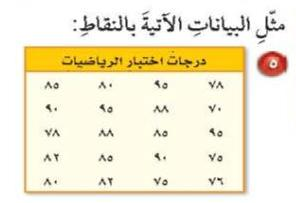 مثّلِ البياناتِ الآتيةَ بالنقاطِ:
٥
درجاتُ اختبارِ الرياضياتِ
٧٨ ٩٥ ٨٠ ٨٥
٧٠ ٨٨ ٩٥ ٩٠
٩٥ ٨٥ ٨٨ ٧٨
٧٥ ٩٠ ٨٥ ٨٢
٧٦ ٧٥ ٨٢ ٨٠